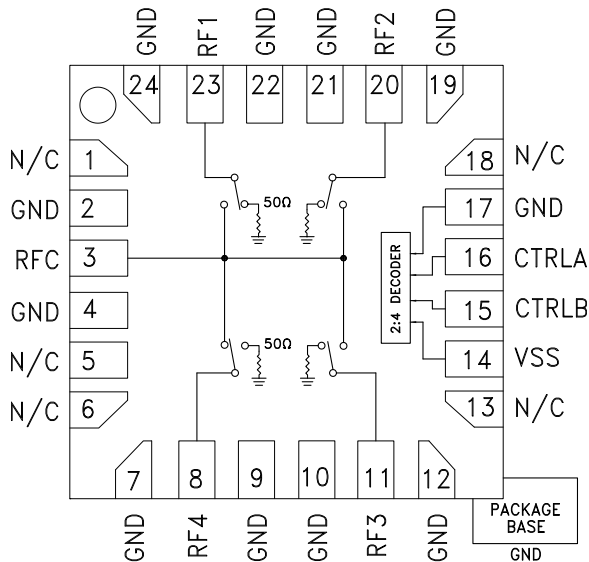 GND RF1 GND GND RF2 GND
24 23 22 21 20 19
N/C 1
GND 2
RFC 3
GND 4
N/C 5
N/C 6
50Ω
50Ω
2:4 DECODER
18 N/C
17 GND
16 CTRLA
15 CTRLB
14 VSS
13 N/C
7 8 9 10 11 12
GND RF4 GND GND RF3 GND
PACKAGE
BASE
GND